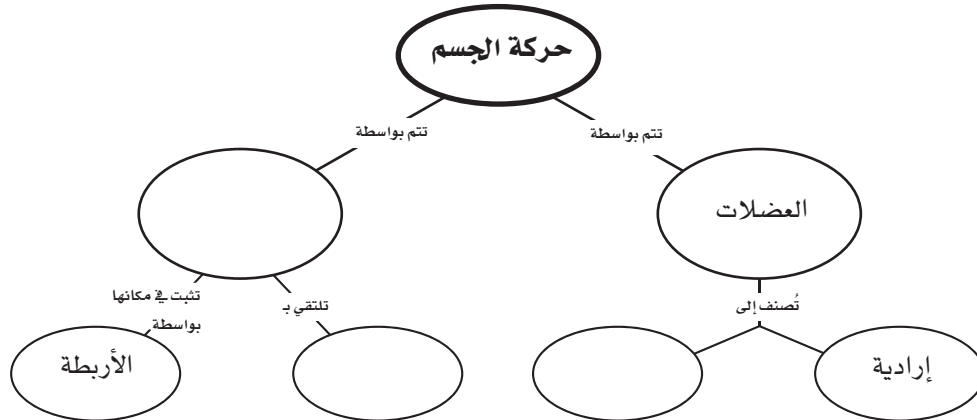 حركة الجسم
تتم بواسطة
تتم بواسطة
العضلات
تثبت في مكانها
بواسطة
تلتقي بـ
تُصنف إلى
إرادية
الأربطة